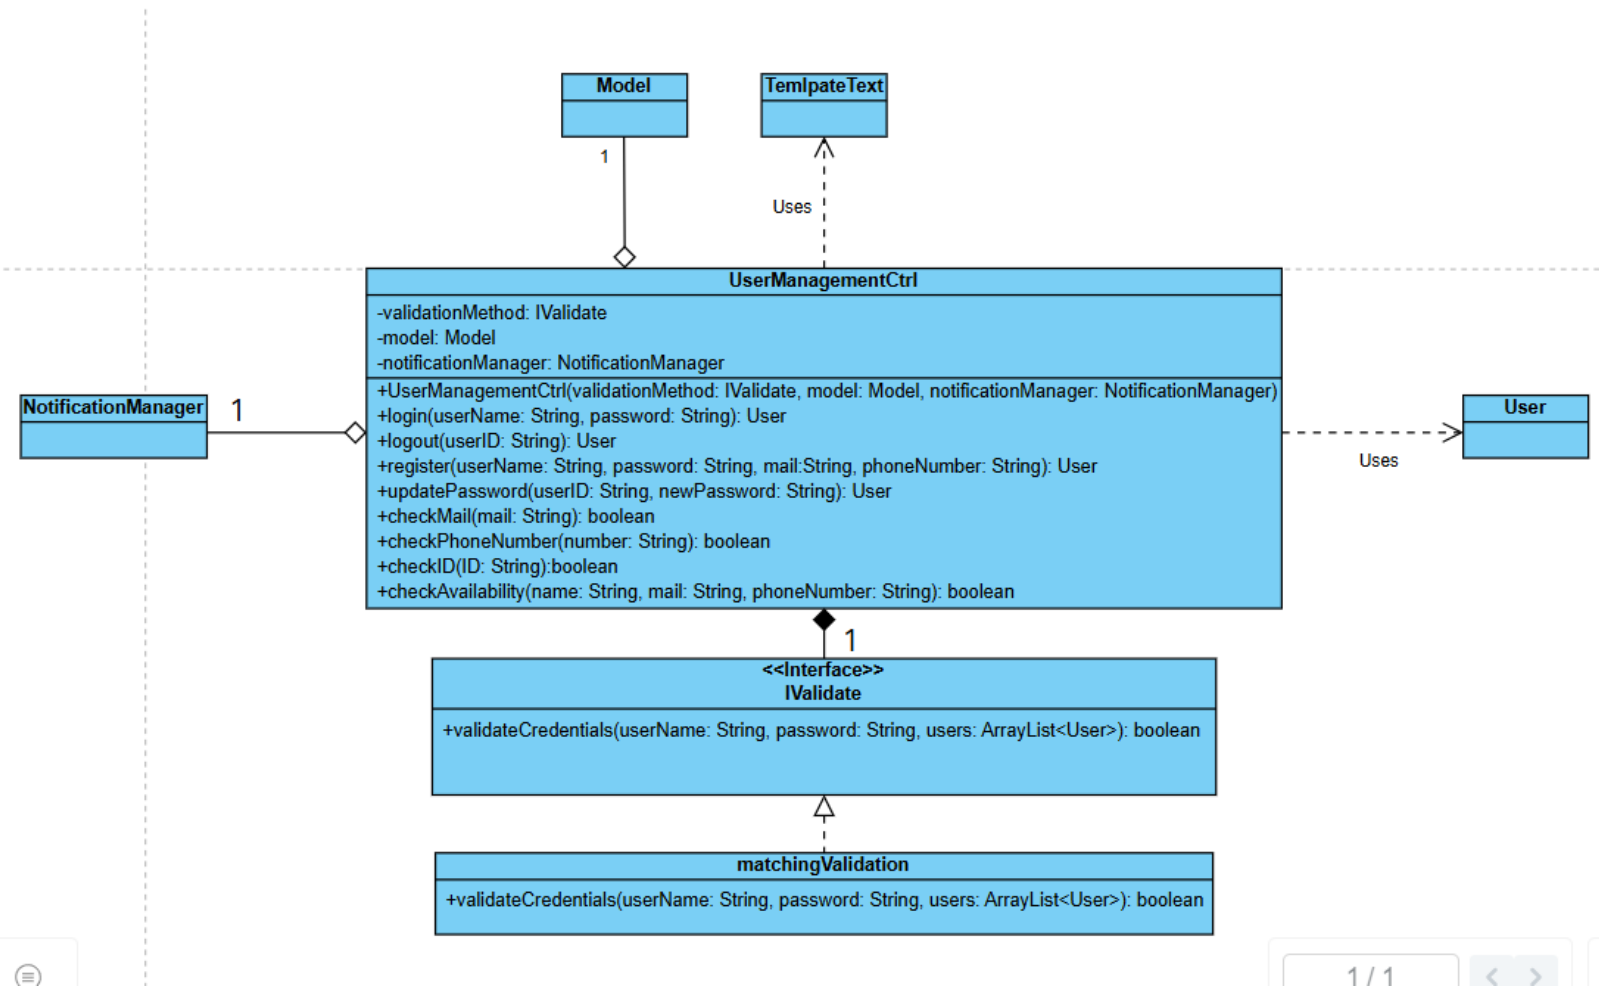 Model
TemlpateText
1
Uses
UserManagementCtrl
-validationMethod: IValidate
-model: Model
-notificationManager: NotificationManager
+UserManagementCtrl(validationMethod: IValidate, model: Model, notificationManager: NotificationManager)
+login(userName: String, password: String): User
+logout(userID: String): User
+register(userName: String, password: String, mail:String, phoneNumber: String): User
+updatePassword(userID: String, newPassword: String): User
+checkMail(mail: String): boolean
+checkPhoneNumber(number: String): boolean
+checkID(ID: String):boolean
+checkAvailability(name: String, mail: String, phoneNumber: String): boolean
NotificationManager
1
User
Uses
1
<<Interface>>
IValidate
+validateCredentials(userName: String, password: String, users: ArrayList<User>): boolean
matchingValidation
+validateCredentials(userName: String, password: String, users: ArrayList<User>): boolean
1 / 1